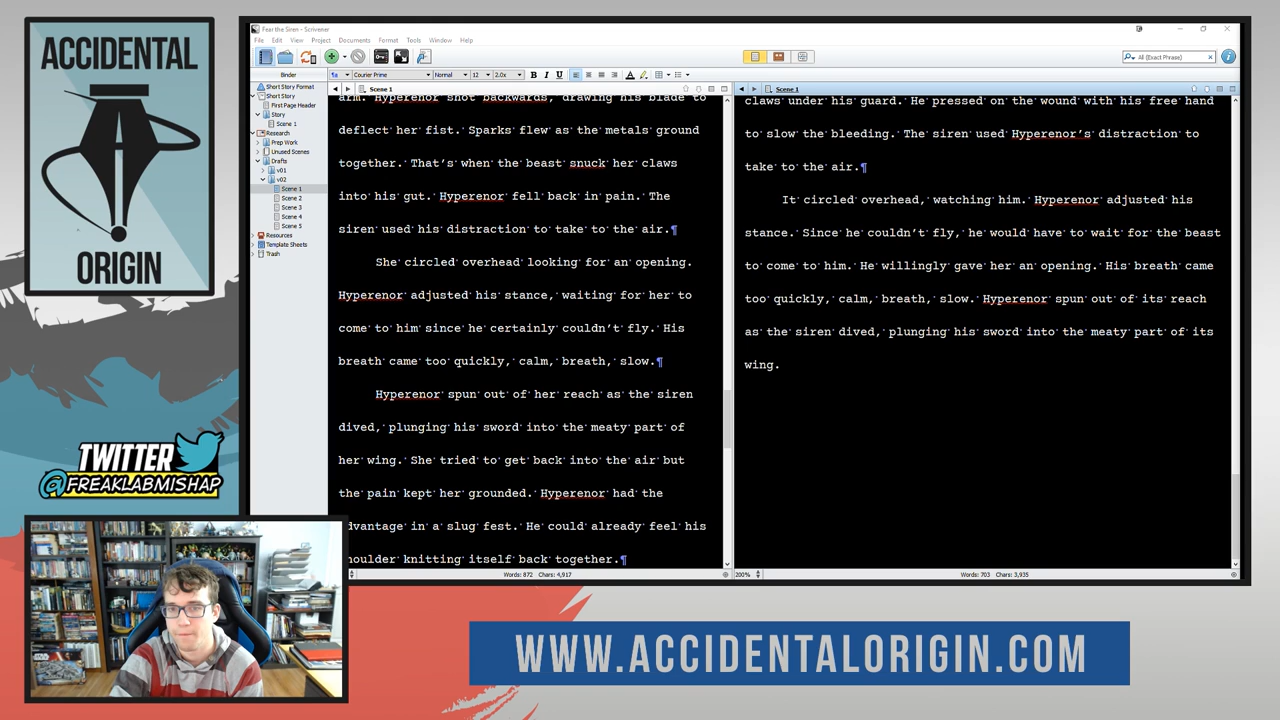 ACCIDENTAL
ORIGIN
TWITTER
@FREAKLABMISHAP
Fear the Siren - Scrivener
File Edit View Project Documents Format Tools Window Help
All (Exact Phrase)
Binder
Courier Prime Normal 12 2.0x B I U A
Scene 1
Scene 1
Short Story Format
Short Story
First Page Header
Story
Scene 1
Research
Prep Work
Unused Scenes
Drafts
v01
v02
Scene 1
Scene 2
Scene 3
Scene 4
Scene 5
Resources
Template Sheets
Trash
arm. Hyperenor shot backwards, drawing his blade to
deflect her fist. Sparks flew as the metals ground
together. That's when the beast snuck her claws
into his gut. Hyperenor fell back in pain. The
siren used his distraction to take to the air.¶
She circled overhead looking for an opening.
Hyperenor adjusted his stance, waiting for her to
come to him since he certainly couldn't fly. His
breath came too quickly, calm, breath, slow.¶
Hyperenor spun out of her reach as the siren
dived, plunging his sword into the meaty part of
her wing. She tried to get back into the air but
the pain kept her grounded. Hyperenor had the
advantage in a slug fest. He could already feel his
shoulder knitting itself back together.¶
Words: 872 Chars: 4,917
claws under his guard. He pressed on the wound with his free hand
to slow the bleeding. The siren used Hyperenor's distraction to
take to the air.¶
It circled overhead, watching him. Hyperenor adjusted his
stance. Since he couldn't fly, he would have to wait for the beast
to come to him. He willingly gave her an opening. His breath came
too quickly, calm, breath, slow. Hyperenor spun out of its reach
as the siren dived, plunging his sword into the meaty part of its
wing.
200% Words: 703 Chars: 3,935
WWW.ACCIDENTALORIGIN.COM